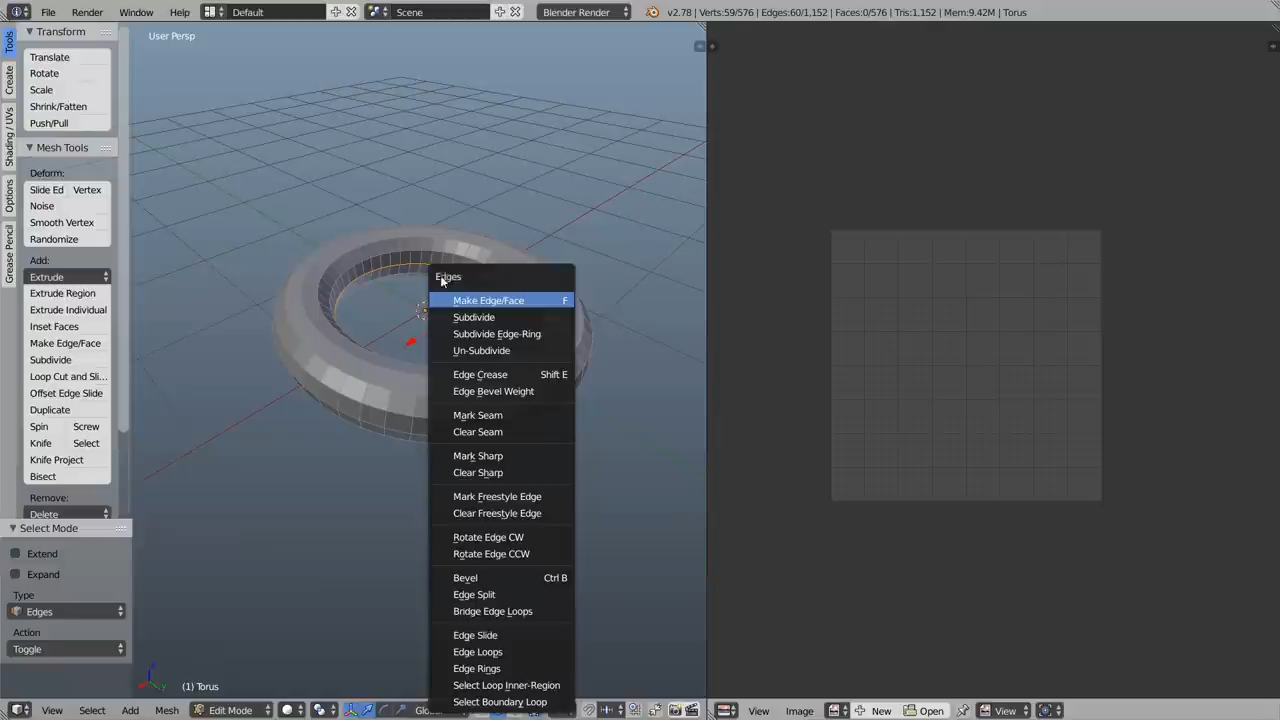 File Render Window Help Default Scene Blender Render v2.78 | Verts:59/576 | Edges:60/1,152 | Faces:0/576 | Tris:1,152 | Mem:9.42M | Torus
Tools
Create
Shading / UVs
Options
Grease Pencil
Transform
Translate
Rotate
Scale
Shrink/Fatten
Push/Pull
Mesh Tools
Deform:
Slide Ed Vertex
Noise
Smooth Vertex
Randomize
Add:
Extrude
Extrude Region
Extrude Individual
Inset Faces
Make Edge/Face
Subdivide
Loop Cut and Sli...
Offset Edge Slide
Duplicate
Spin Screw
Knife Select
Knife Project
Bisect
Remove:
Delete
Select Mode
Extend
Expand
Type
Edges
Action
Toggle
User Persp
Edges
Make Edge/Face F
Subdivide
Subdivide Edge-Ring
Un-Subdivide
Edge Crease Shift E
Edge Bevel Weight
Mark Seam
Clear Seam
Mark Sharp
Clear Sharp
Mark Freestyle Edge
Clear Freestyle Edge
Rotate Edge CW
Rotate Edge CCW
Bevel Ctrl B
Edge Split
Bridge Edge Loops
Edge Slide
Edge Loops
Edge Rings
Select Loop Inner-Region
Select Boundary Loop
(1) Torus
View Select Add Mesh Edit Mode View Image New Open View